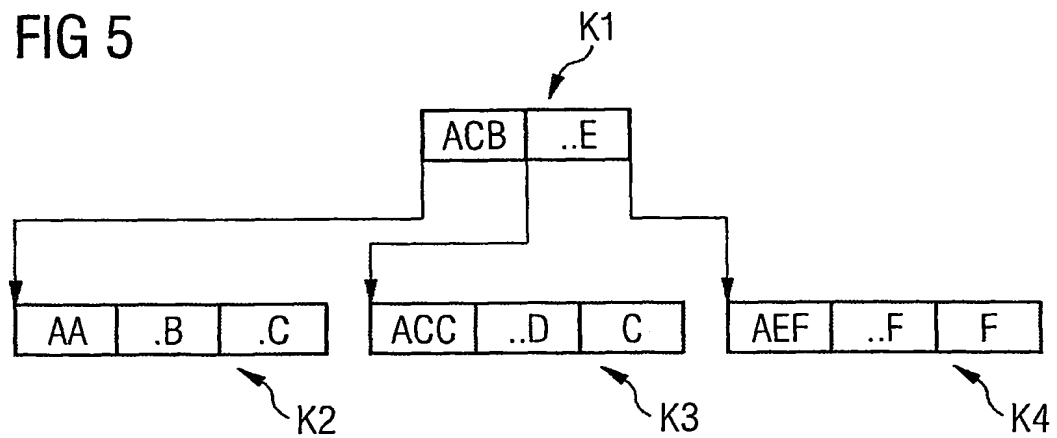 FIG 5
K1
ACB ..E
AA .B .C ACC ..D C AEF ..F F
K2 K3 K4